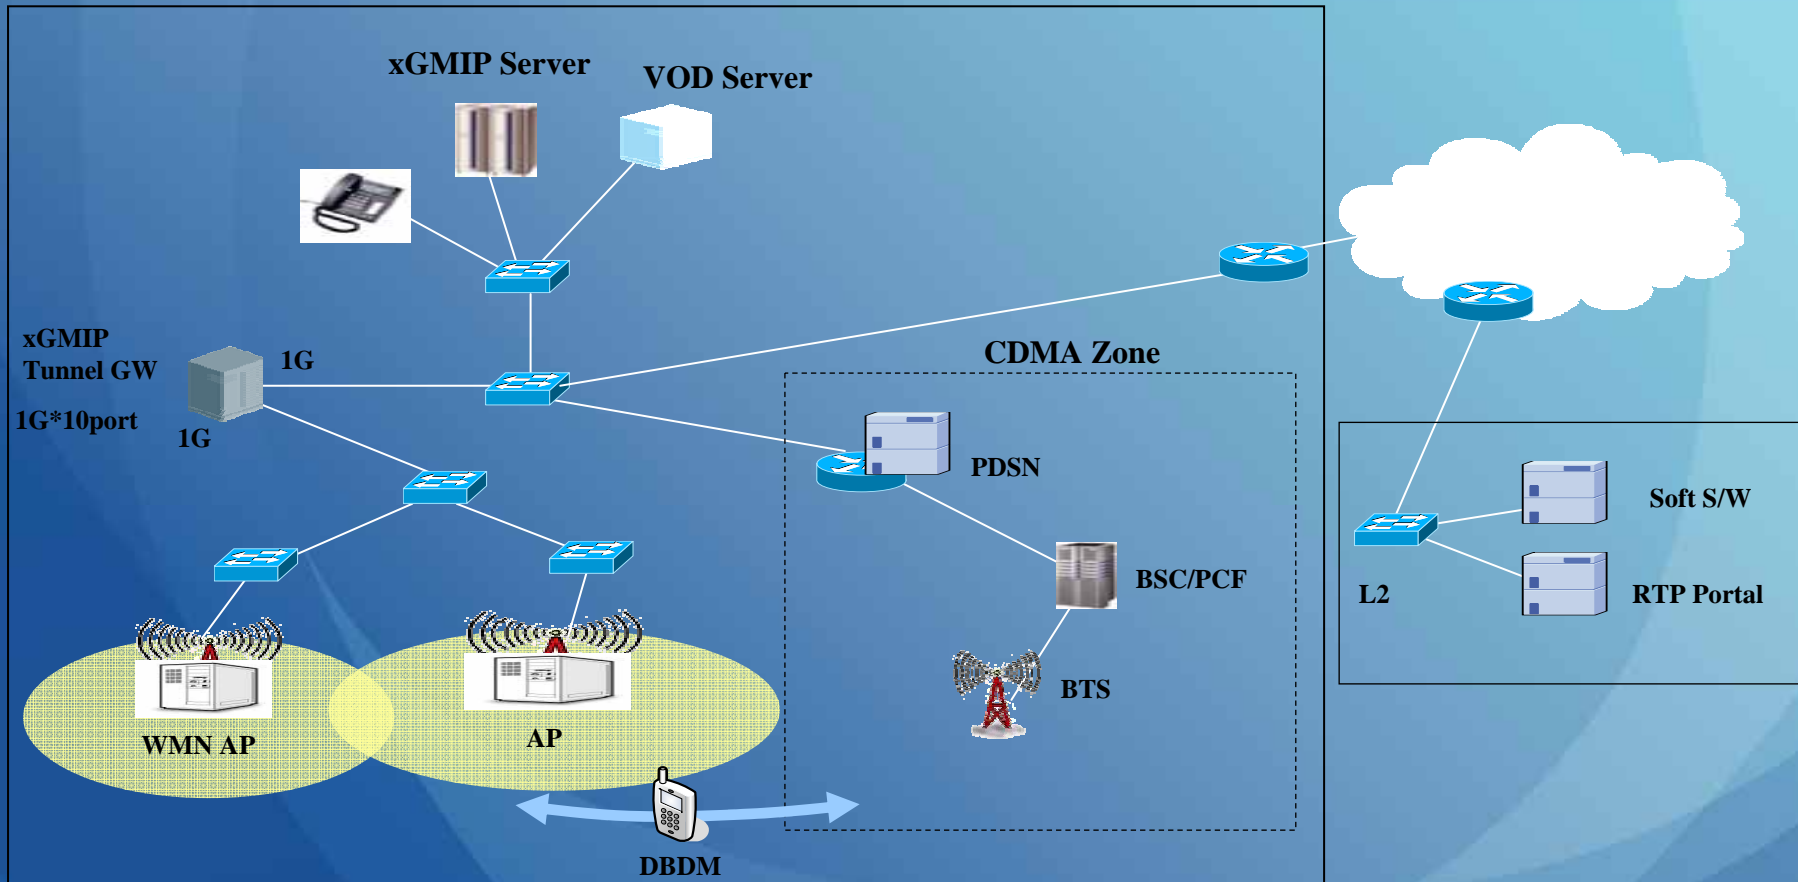 xGMIP Server
VOD Server
xGMIP
Tunnel GW
1G*10port
1G
1G
CDMA Zone
PDSN
BSC/PCF
BTS
WMN AP
AP
DBDM
L2
Soft S/W
RTP Portal